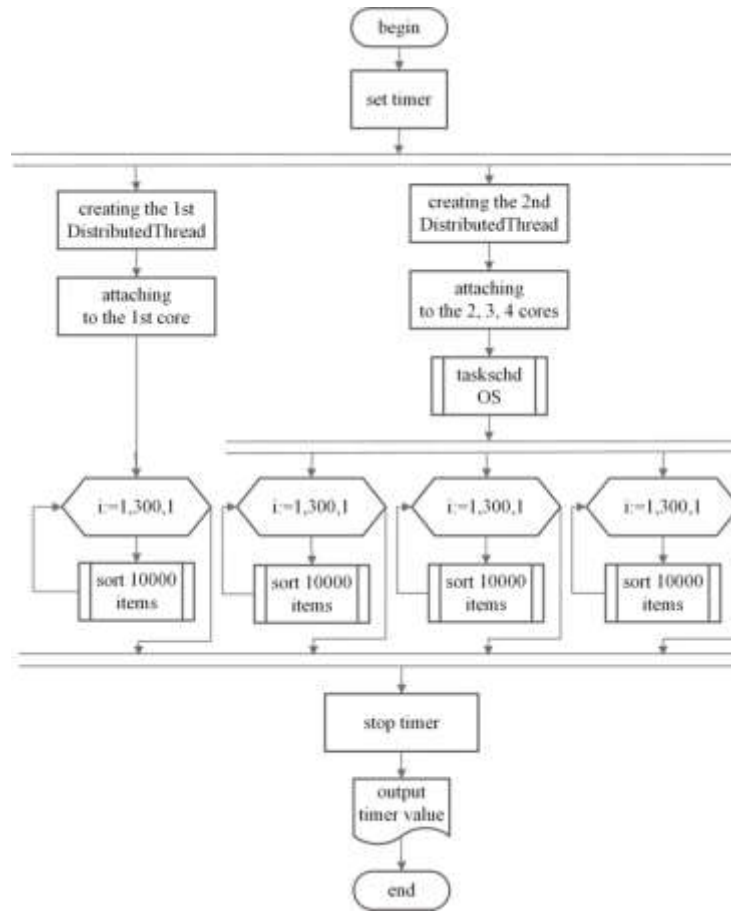 begin
set timer
creating the 1st
DistributedThread
creating the 2nd
DistributedThread
attaching
to the 1st core
attaching
to the 2, 3, 4 cores
taskschd
OS
i:=1,300,1
i:=1,300,1
i:=1,300,1
i:=1,300,1
sort 10000
items
sort 10000
items
sort 10000
items
sort 10000
items
stop timer
output
timer value
end